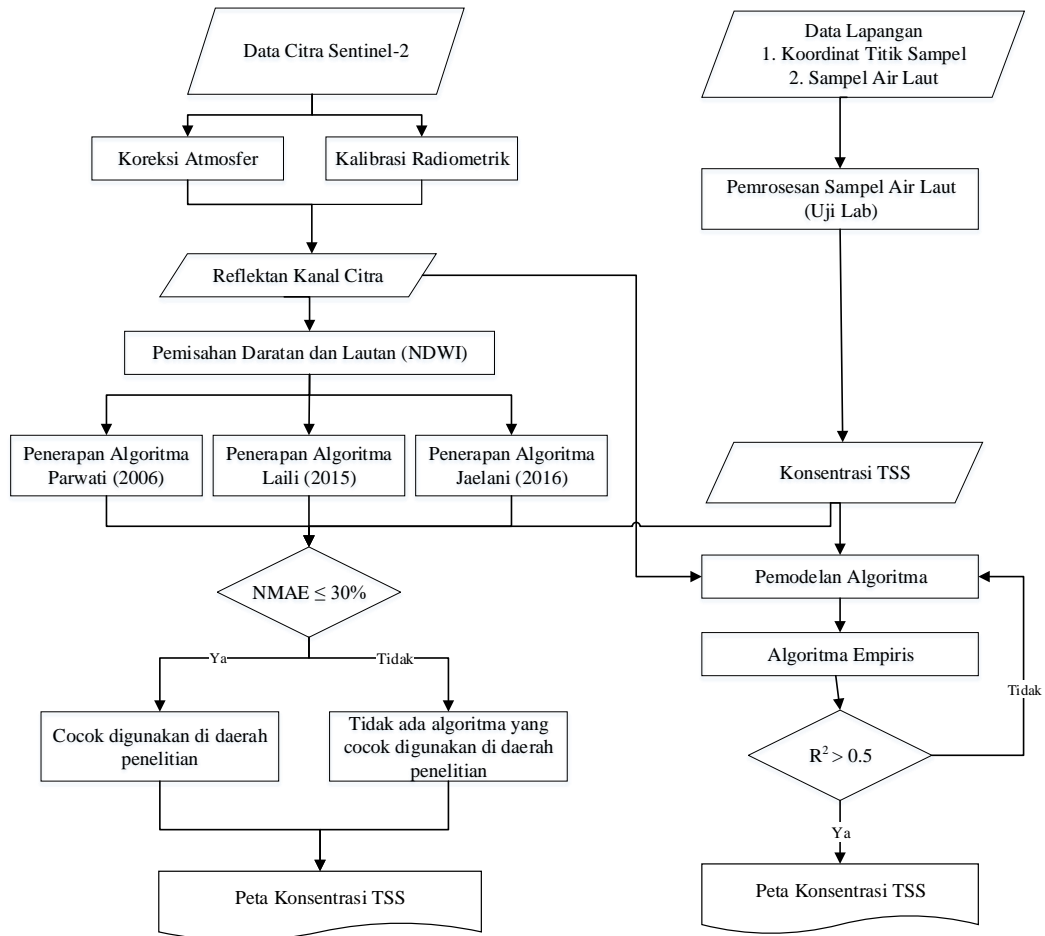 Data Citra Sentinel-2
Data Lapangan
1. Koordinat Titik Sampel
2. Sampel Air Laut
Koreksi Atmosfer
Kalibrasi Radiometrik
Pemrosesan Sampel Air Laut
(Uji Lab)
Reflektan Kanal Citra
Pemisahan Daratan dan Lautan (NDWI)
Penerapan Algoritma
Parwati (2006)
Penerapan Algoritma
Laili (2015)
Penerapan Algoritma
Jaelani (2016)
Konsentrasi TSS
NMAE ≤ 30%
Pemodelan Algoritma
Algoritma Empiris
Ya
Tidak
Tidak
Cocok digunakan di daerah
penelitian
Tidak ada algoritma yang
cocok digunakan di daerah
penelitian
R² > 0.5
Ya
Peta Konsentrasi TSS
Peta Konsentrasi TSS